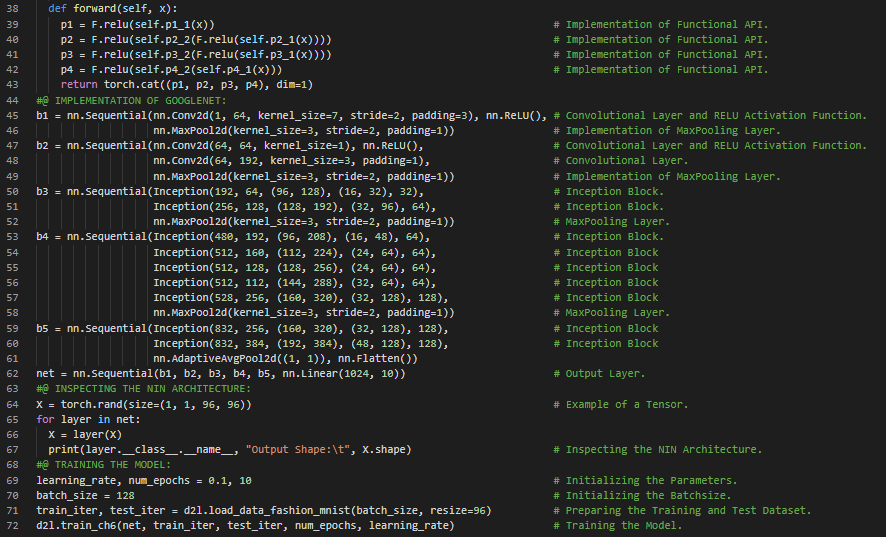 38 def forward(self, x):
39 p1 = F.relu(self.p1_1(x)) # Implementation of Functional API.
40 p2 = F.relu(self.p2_2(F.relu(self.p2_1(x)))) # Implementation of Functional API.
41 p3 = F.relu(self.p3_2(F.relu(self.p3_1(x)))) # Implementation of Functional API.
42 p4 = F.relu(self.p4_2(self.p4_1(x))) # Implementation of Functional API.
43 return torch.cat((p1, p2, p3, p4), dim=1)
44 #@ IMPLEMENTATION OF GOOGLENET:
45 b1 = nn.Sequential(nn.Conv2d(1, 64, kernel_size=7, stride=2, padding=3), nn.ReLU(), # Convolutional Layer and RELU Activation Function.
46 nn.MaxPool2d(kernel_size=3, stride=2, padding=1)) # Implementation of MaxPooling Layer.
47 b2 = nn.Sequential(nn.Conv2d(64, 64, kernel_size=1), nn.ReLU(), # Convolutional Layer and RELU Activation Function.
48 nn.Conv2d(64, 192, kernel_size=3, padding=1), # Convolutional Layer.
49 nn.MaxPool2d(kernel_size=3, stride=2, padding=1)) # Implementation of MaxPooling Layer.
50 b3 = nn.Sequential(Inception(192, 64, (96, 128), (16, 32), 32), # Inception Block.
51 Inception(256, 128, (128, 192), (32, 96), 64), # Inception Block.
52 nn.MaxPool2d(kernel_size=3, stride=2, padding=1)) # MaxPooling Layer.
53 b4 = nn.Sequential(Inception(480, 192, (96, 208), (16, 48), 64), # Inception Block.
54 Inception(512, 160, (112, 224), (24, 64), 64), # Inception Block
55 Inception(512, 128, (128, 256), (24, 64), 64), # Inception Block
56 Inception(512, 112, (144, 288), (32, 64), 64), # Inception Block
57 Inception(528, 256, (160, 320), (32, 128), 128), # Inception Block
58 nn.MaxPool2d(kernel_size=3, stride=2, padding=1)) # MaxPooling Layer.
59 b5 = nn.Sequential(Inception(832, 256, (160, 320), (32, 128), 128), # Inception Block
60 Inception(832, 384, (192, 384), (48, 128), 128), # Inception Block
61 nn.AdaptiveAvgPool2d((1, 1)), nn.Flatten())
62 net = nn.Sequential(b1, b2, b3, b4, b5, nn.Linear(1024, 10)) # Output Layer.
63 #@ INSPECTING THE NIN ARCHITECTURE:
64 X = torch.rand(size=(1, 1, 96, 96)) # Example of a Tensor.
65 for layer in net:
66 X = layer(X)
67 print(layer.__class__.__name__, "Output Shape:\t", X.shape) # Inspecting the NIN Architecture.
68 #@ TRAINING THE MODEL:
69 learning_rate, num_epochs = 0.1, 10 # Initializing the Parameters.
70 batch_size = 128 # Initializing the Batchsize.
71 train_iter, test_iter = d2l.load_data_fashion_mnist(batch_size, resize=96) # Preparing the Training and Test Dataset.
72 d2l.train_ch6(net, train_iter, test_iter, num_epochs, learning_rate) # Training the Model.